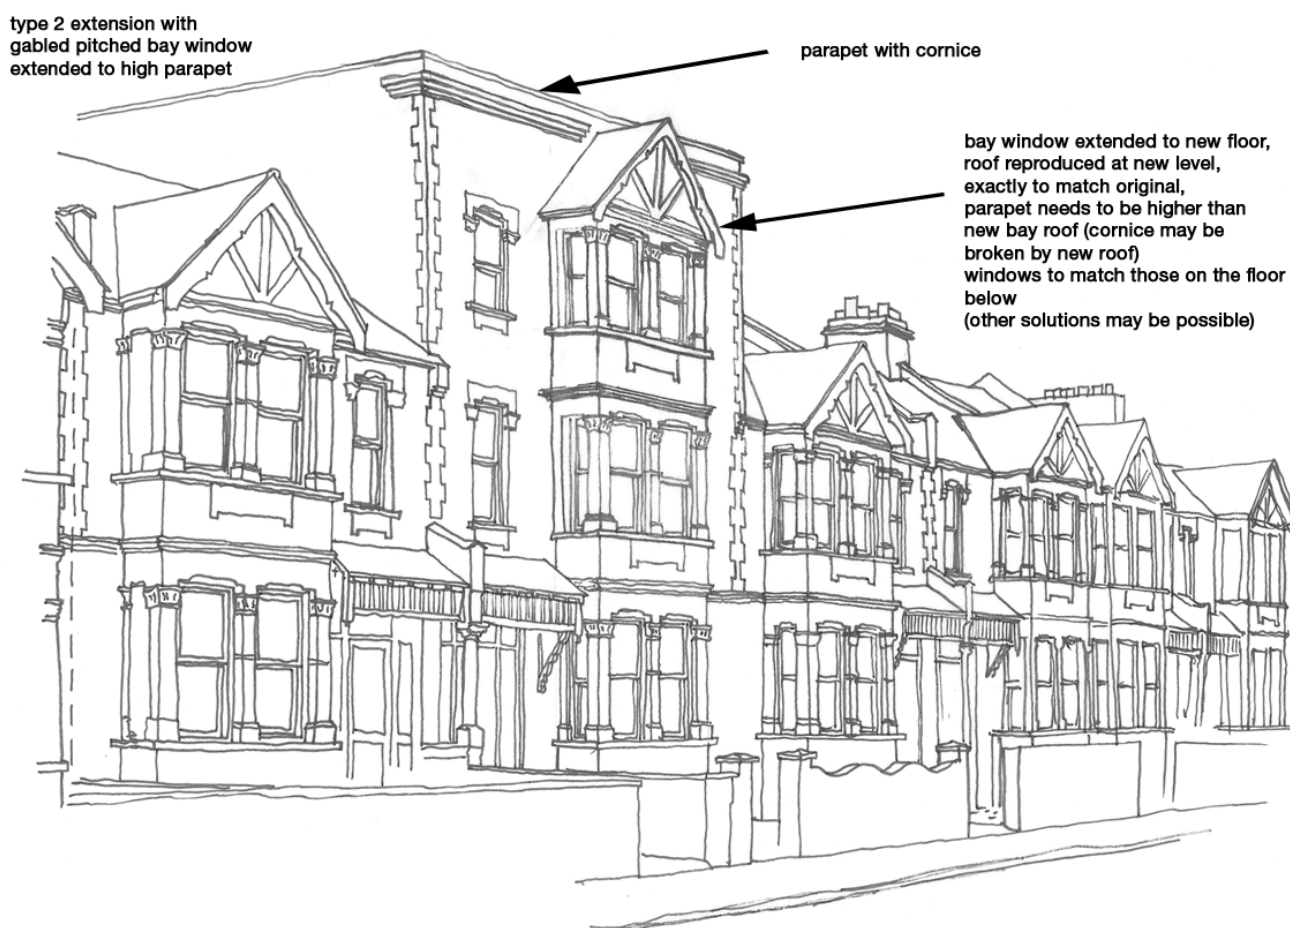 type 2 extension with
gabled pitched bay window
extended to high parapet
parapet with cornice
bay window extended to new floor,
roof reproduced at new level,
exactly to match original,
parapet needs to be higher than
new bay roof (cornice may be
broken by new roof)
windows to match those on the floor
below
(other solutions may be possible)